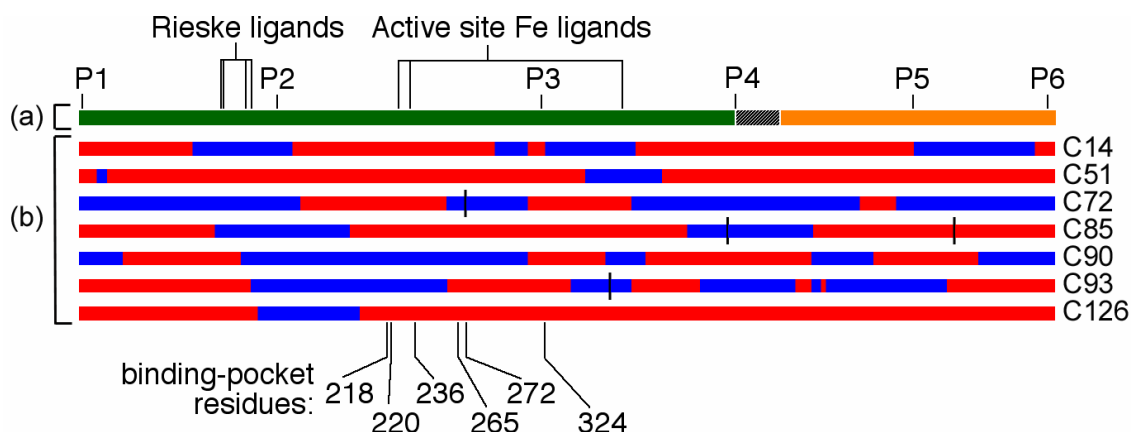 Rieske ligands Active site Fe ligands
P1 P2 P3 P4 P5 P6
(a)
C14
C51
C72
(b)
C85
C90
C93
C126
binding-pocket
residues:
218 236 272
220 265 324